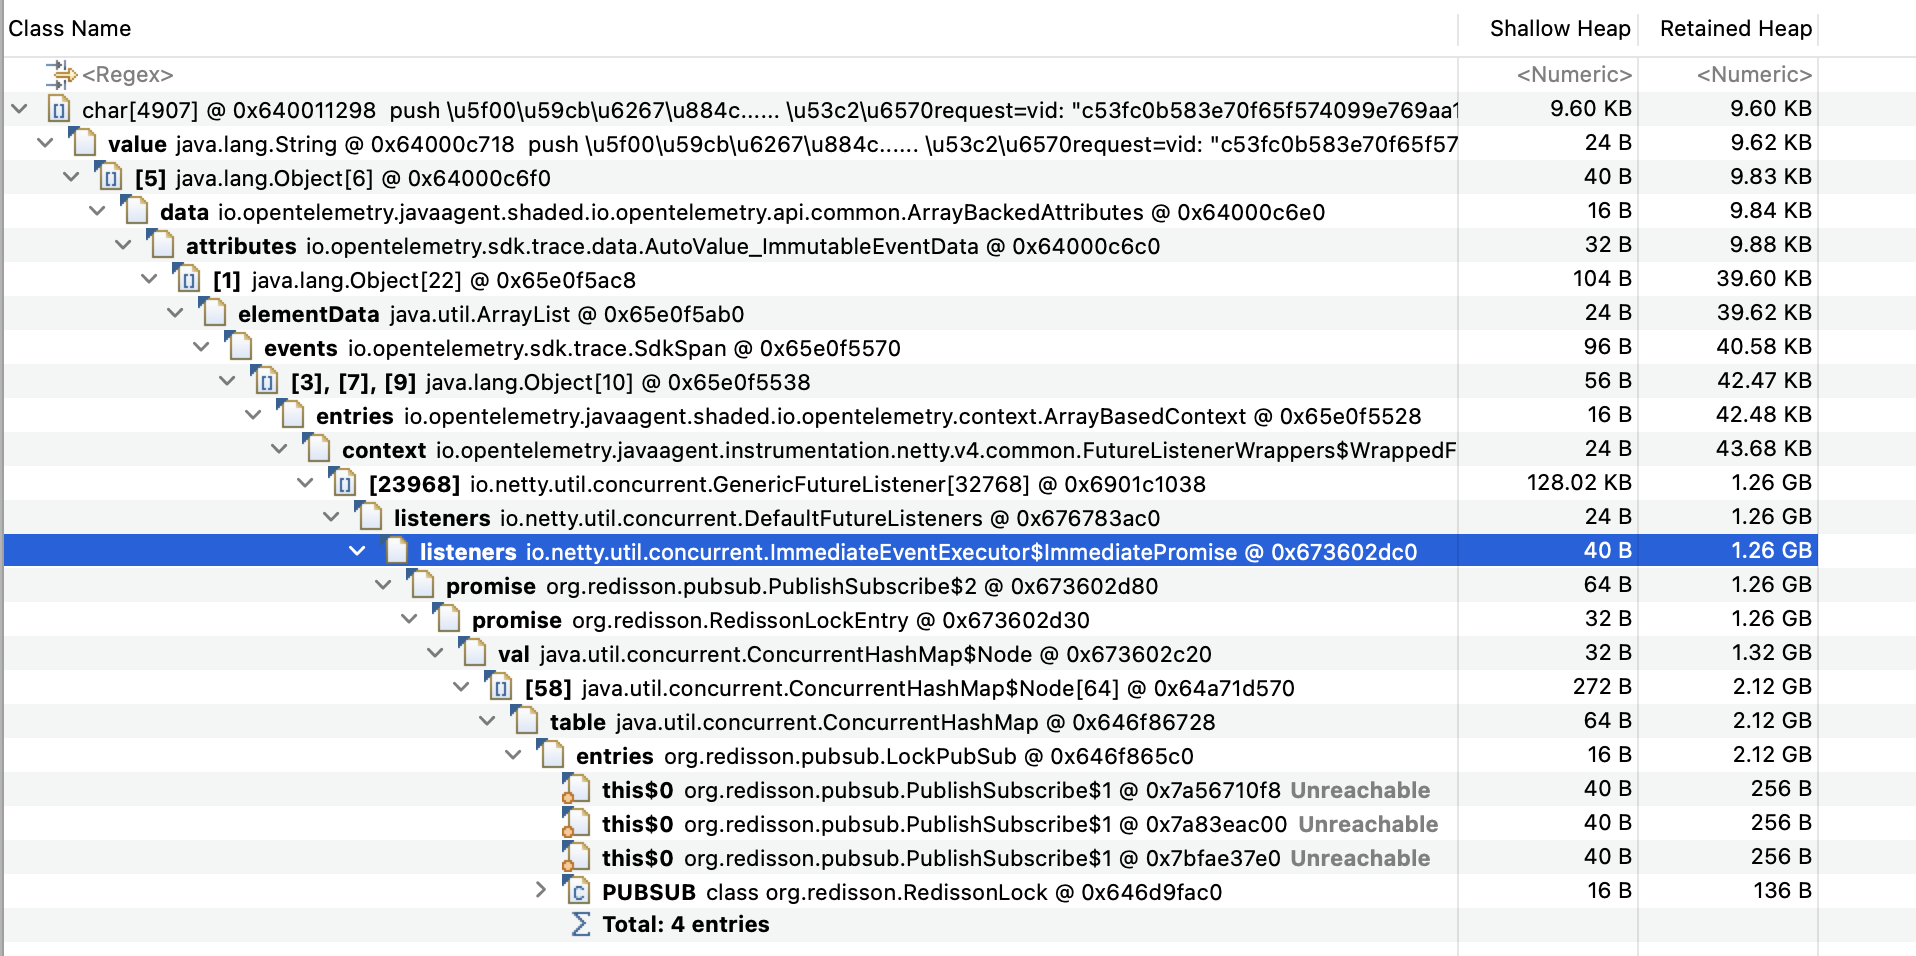 Class Name Shallow Heap Retained Heap
<Regex> <Numeric> <Numeric>
char[4907] @ 0x640011298 push \u5f00\u59cb\u6267\u884c...... \u53c2\u6570request=vid: "c53fc0b583e70f65f574099e769aa1 9.60 KB 9.60 KB
value java.lang.String @ 0x64000c718 push \u5f00\u59cb\u6267\u884c...... \u53c2\u6570request=vid: "c53fc0b583e70f65f57 24 B 9.62 KB
[5] java.lang.Object[6] @ 0x64000c6f0 40 B 9.83 KB
data io.opentelemetry.javaagent.shaded.io.opentelemetry.api.common.ArrayBackedAttributes @ 0x64000c6e0 16 B 9.84 KB
attributes io.opentelemetry.sdk.trace.data.AutoValue_ImmutableEventData @ 0x64000c6c0 32 B 9.88 KB
[1] java.lang.Object[22] @ 0x65e0f5ac8 104 B 39.60 KB
elementData java.util.ArrayList @ 0x65e0f5ab0 24 B 39.62 KB
events io.opentelemetry.sdk.trace.SdkSpan @ 0x65e0f5570 96 B 40.58 KB
[3], [7], [9] java.lang.Object[10] @ 0x65e0f5538 56 B 42.47 KB
entries io.opentelemetry.javaagent.shaded.io.opentelemetry.context.ArrayBasedContext @ 0x65e0f5528 16 B 42.48 KB
context io.opentelemetry.javaagent.instrumentation.netty.v4.common.FutureListenerWrappers$WrappedF 24 B 43.68 KB
[23968] io.netty.util.concurrent.GenericFutureListener[32768] @ 0x6901c1038 128.02 KB 1.26 GB
listeners io.netty.util.concurrent.DefaultFutureListeners @ 0x676783ac0 24 B 1.26 GB
listeners io.netty.util.concurrent.ImmediateEventExecutor$ImmediatePromise @ 0x673602dc0 40 B 1.26 GB
promise org.redisson.pubsub.PublishSubscribe$2 @ 0x673602d80 64 B 1.26 GB
promise org.redisson.RedissonLockEntry @ 0x673602d30 32 B 1.26 GB
val java.util.concurrent.ConcurrentHashMap$Node @ 0x673602c20 32 B 1.32 GB
[58] java.util.concurrent.ConcurrentHashMap$Node[64] @ 0x64a71d570 272 B 2.12 GB
table java.util.concurrent.ConcurrentHashMap @ 0x646f86728 64 B 2.12 GB
entries org.redisson.pubsub.LockPubSub @ 0x646f865c0 16 B 2.12 GB
this$0 org.redisson.pubsub.PublishSubscribe$1 @ 0x7a56710f8 Unreachable 40 B 256 B
this$0 org.redisson.pubsub.PublishSubscribe$1 @ 0x7a83eac00 Unreachable 40 B 256 B
this$0 org.redisson.pubsub.PublishSubscribe$1 @ 0x7bfae37e0 Unreachable 40 B 256 B
PUBSUB class org.redisson.RedissonLock @ 0x646d9fac0 16 B 136 B
Total: 4 entries